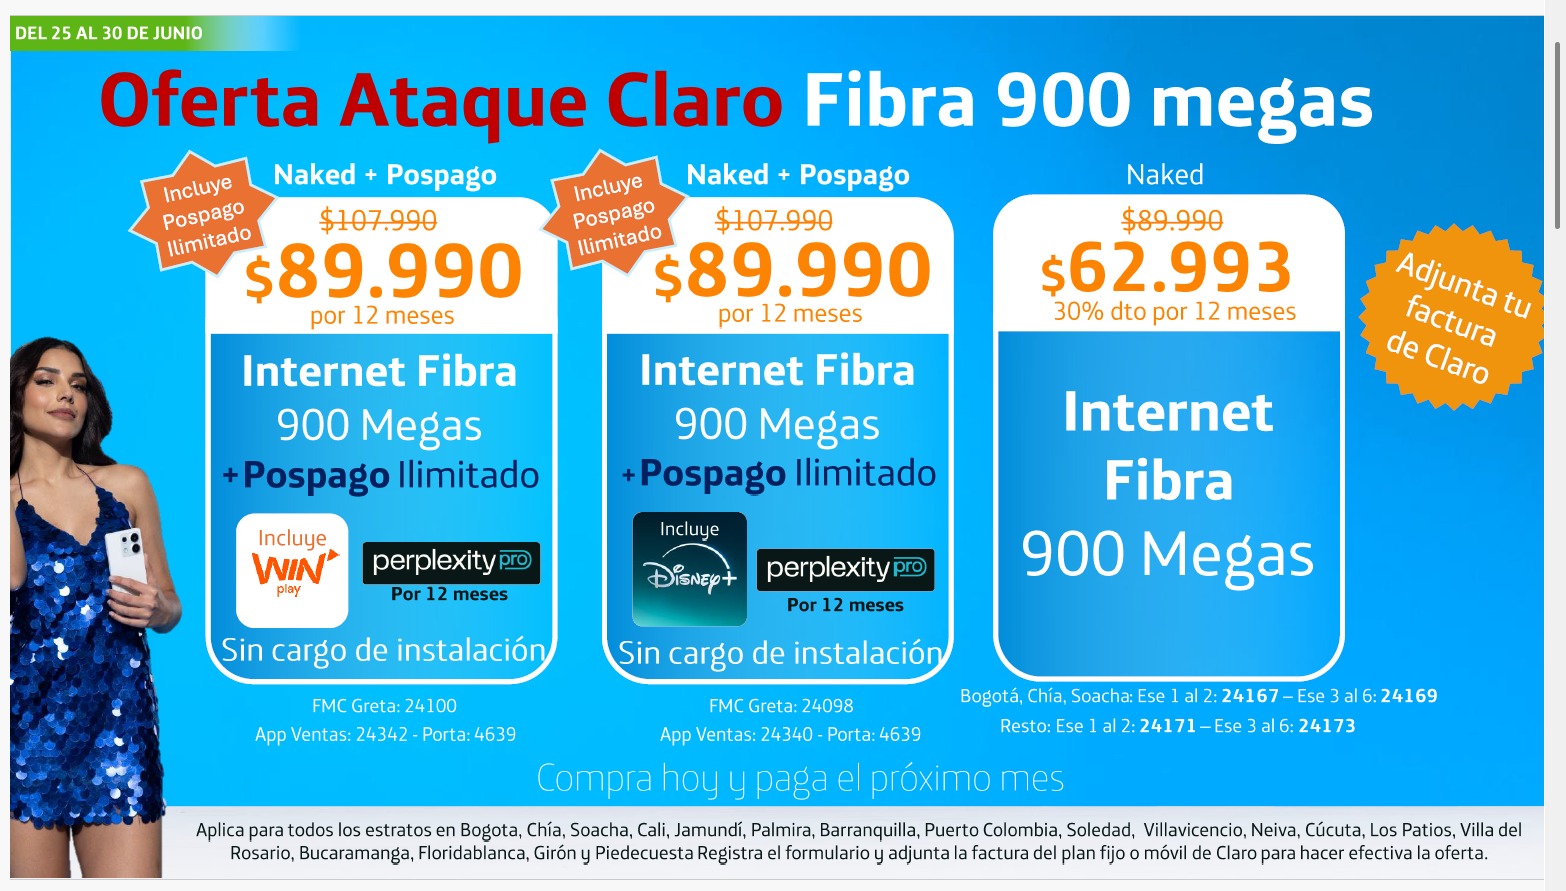 DEL 25 AL 30 DE JUNIO
Oferta Ataque Claro Fibra 900 megas
Incluye
Pospago
Ilimitado
Naked + Pospago
$107.990
$89.990
por 12 meses
Internet Fibra
900 Megas
+Pospago Ilimitado
Incluye
WIN
play
perplexity pro
Por 12 meses
Sin cargo de instalación
FMC Greta: 24100
App Ventas: 24342 - Porta: 4639
Incluye
Pospago
Ilimitado
Naked + Pospago
$107.990
$89.990
por 12 meses
Internet Fibra
900 Megas
+Pospago Ilimitado
Incluye
Disney+
perplexity pro
Por 12 meses
Sin cargo de instalación
FMC Greta: 24098
App Ventas: 24340 - Porta: 4639
Naked
$89.990
$62.993
30% dto por 12 meses
Internet
Fibra
900 Megas
Bogotá, Chía, Soacha: Ese 1 al 2: 24167 – Ese 3 al 6: 24169
Resto: Ese 1 al 2: 24171 – Ese 3 al 6: 24173
Adjunta tu
factura
de Claro
Compra hoy y paga el próximo mes
Aplica para todos los estratos en Bogota, Chía, Soacha, Cali, Jamundí, Palmira, Barranquilla, Puerto Colombia, Soledad, Villavicencio, Neiva, Cúcuta, Los Patios, Villa del
Rosario, Bucaramanga, Floridablanca, Girón y Piedecuesta Registra el formulario y adjunta la factura del plan fijo o móvil de Claro para hacer efectiva la oferta.